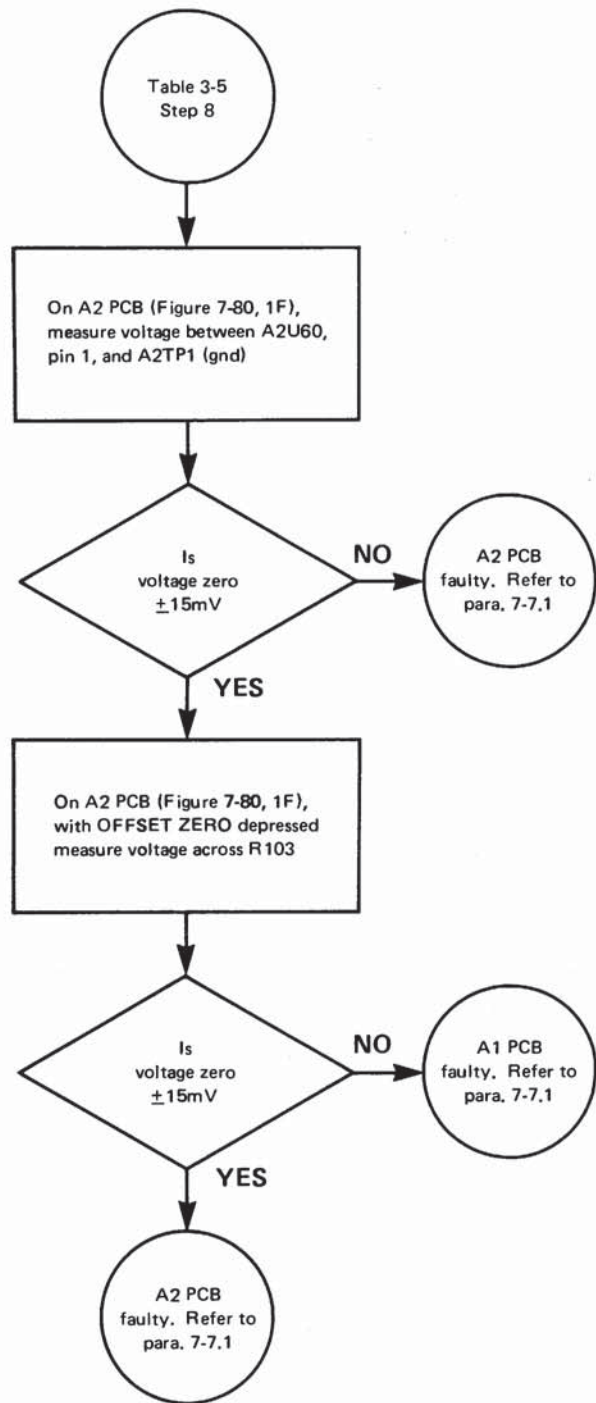 Table 3-5
Step 8
On A2 PCB (Figure 7-80, 1F),
measure voltage between A2U60,
pin 1, and A2TP1 (gnd)
Is
voltage zero
±15mV
NO
A2 PCB
faulty. Refer to
para. 7-7.1
YES
On A2 PCB (Figure 7-80, 1F),
with OFFSET ZERO depressed
measure voltage across R103
Is
voltage zero
±15mV
NO
A1 PCB
faulty. Refer to
para. 7-7.1
YES
A2 PCB
faulty. Refer to
para. 7-7.1